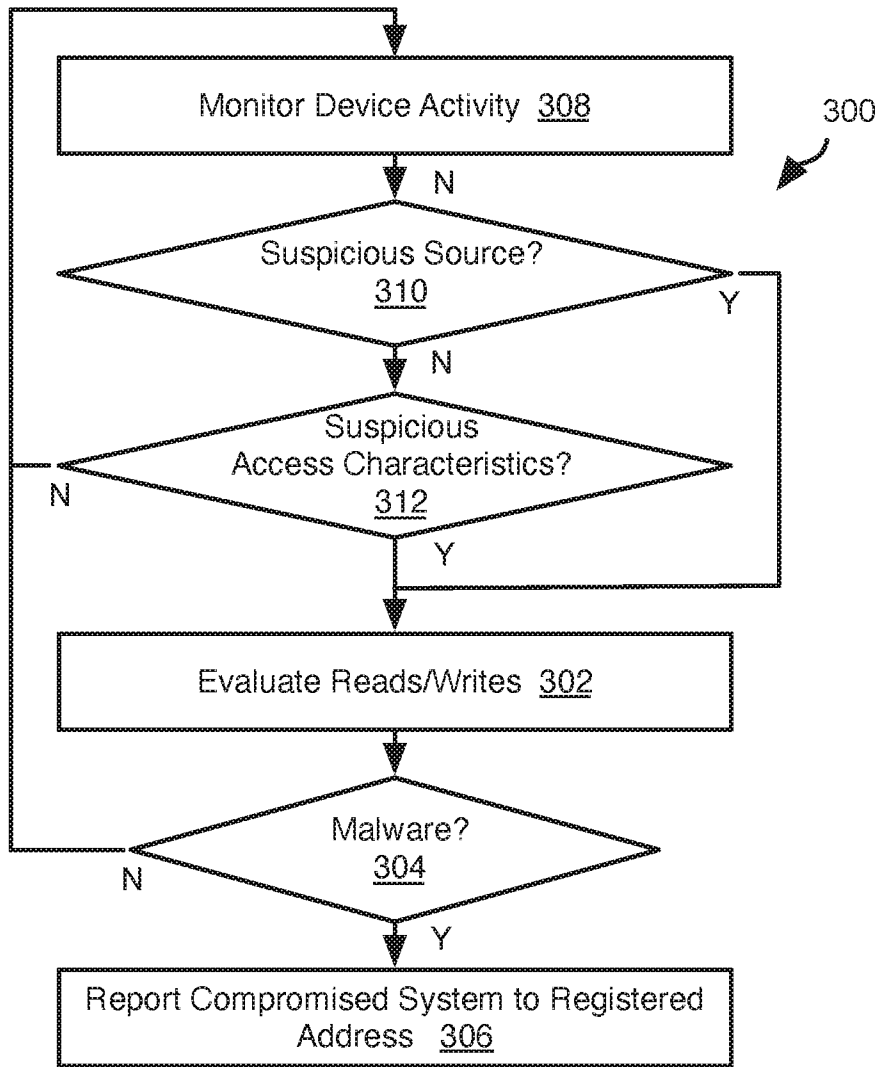 Monitor Device Activity 308
300
N
Suspicious Source?
310
Y
N
Suspicious
Access Characteristics?
312
N
Y
Evaluate Reads/Writes 302
Malware?
304
N
Y
Report Compromised System to Registered
Address 306